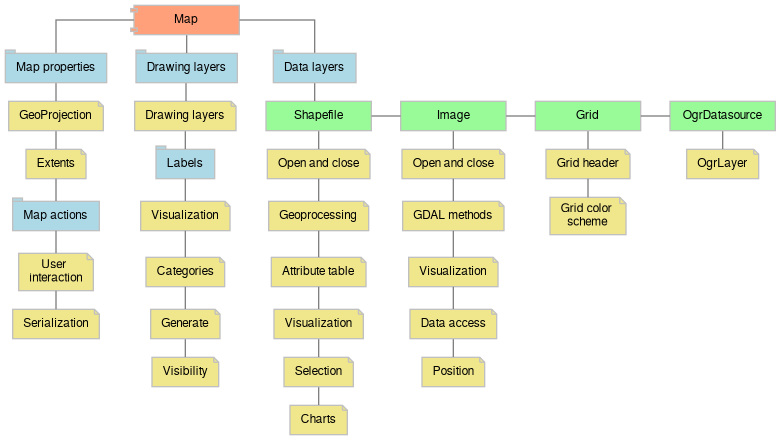 Map
Map properties
Drawing layers
Data layers
GeoProjection
Drawing layers
Shapefile
Image
Grid
OgrDatasource
Extents
Labels
Open and close
Open and close
Grid header
OgrLayer
Map actions
Visualization
Geoprocessing
GDAL methods
Grid color
scheme
User
interaction
Categories
Attribute table
Visualization
Serialization
Generate
Visualization
Data access
Visibility
Selection
Position
Charts